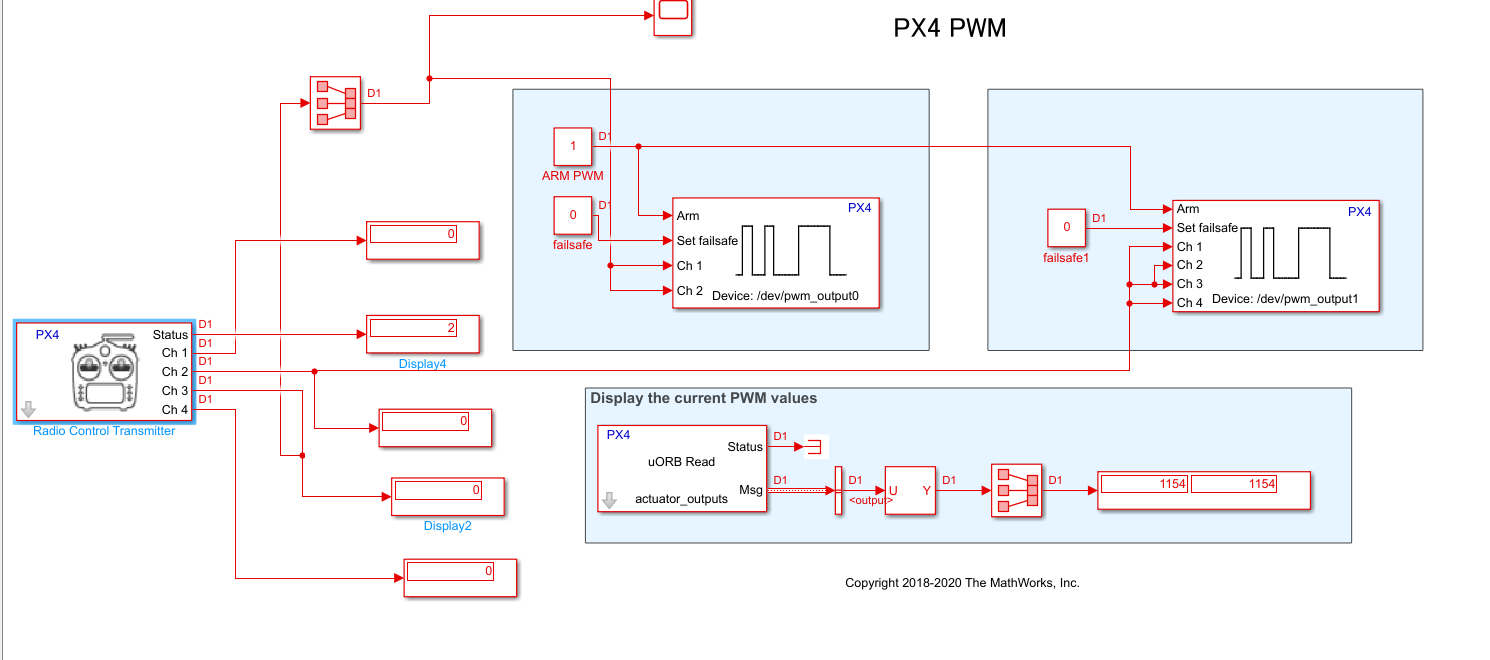 PX4 PWM
D1
D1
1
ARM PWM
D1
0
failsafe
PX4
Arm
Set failsafe
Ch 1
Ch 2
Device: /dev/pwm_output0
D1
0
failsafe1
PX4
Arm
Set failsafe
Ch 1
Ch 2
Ch 3
Ch 4
Device: /dev/pwm_output1
0
2
Display4
PX4
Status
Ch 1
Ch 2
Ch 3
Ch 4
D1
D1
D1
D1
D1
Radio Control Transmitter
0
0
Display2
0
Display the current PWM values
PX4
Status
uORB Read
Msg
actuator_outputs
D1
D1
D1
<output>
U
Y
D1
D1
1154
1154
Copyright 2018-2020 The MathWorks, Inc.